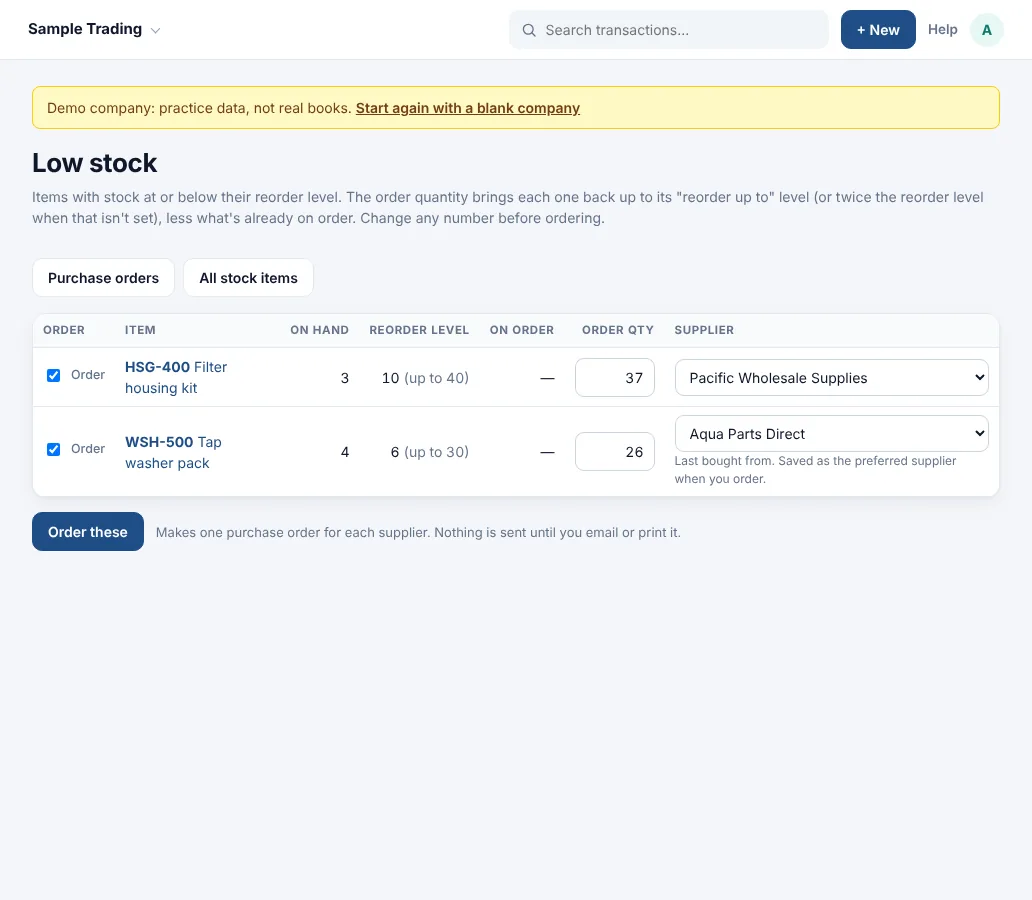 Sample Trading
Search transactions...
+ New
Help
A
Demo company: practice data, not real books. Start again with a blank company
Low stock
Items with stock at or below their reorder level. The order quantity brings each one back up to its "reorder up to" level (or twice the reorder level
when that isn't set), less what's already on order. Change any number before ordering.
Purchase orders
All stock items
ORDER ITEM ON HAND REORDER LEVEL ON ORDER ORDER QTY SUPPLIER
Order HSG-400 Filter
housing kit
3 10 (up to 40) — 37 Pacific Wholesale Supplies
Order WSH-500 Tap
washer pack
4 6 (up to 30) — 26 Aqua Parts Direct
Last bought from. Saved as the preferred supplier
when you order.
Order these
Makes one purchase order for each supplier. Nothing is sent until you email or print it.